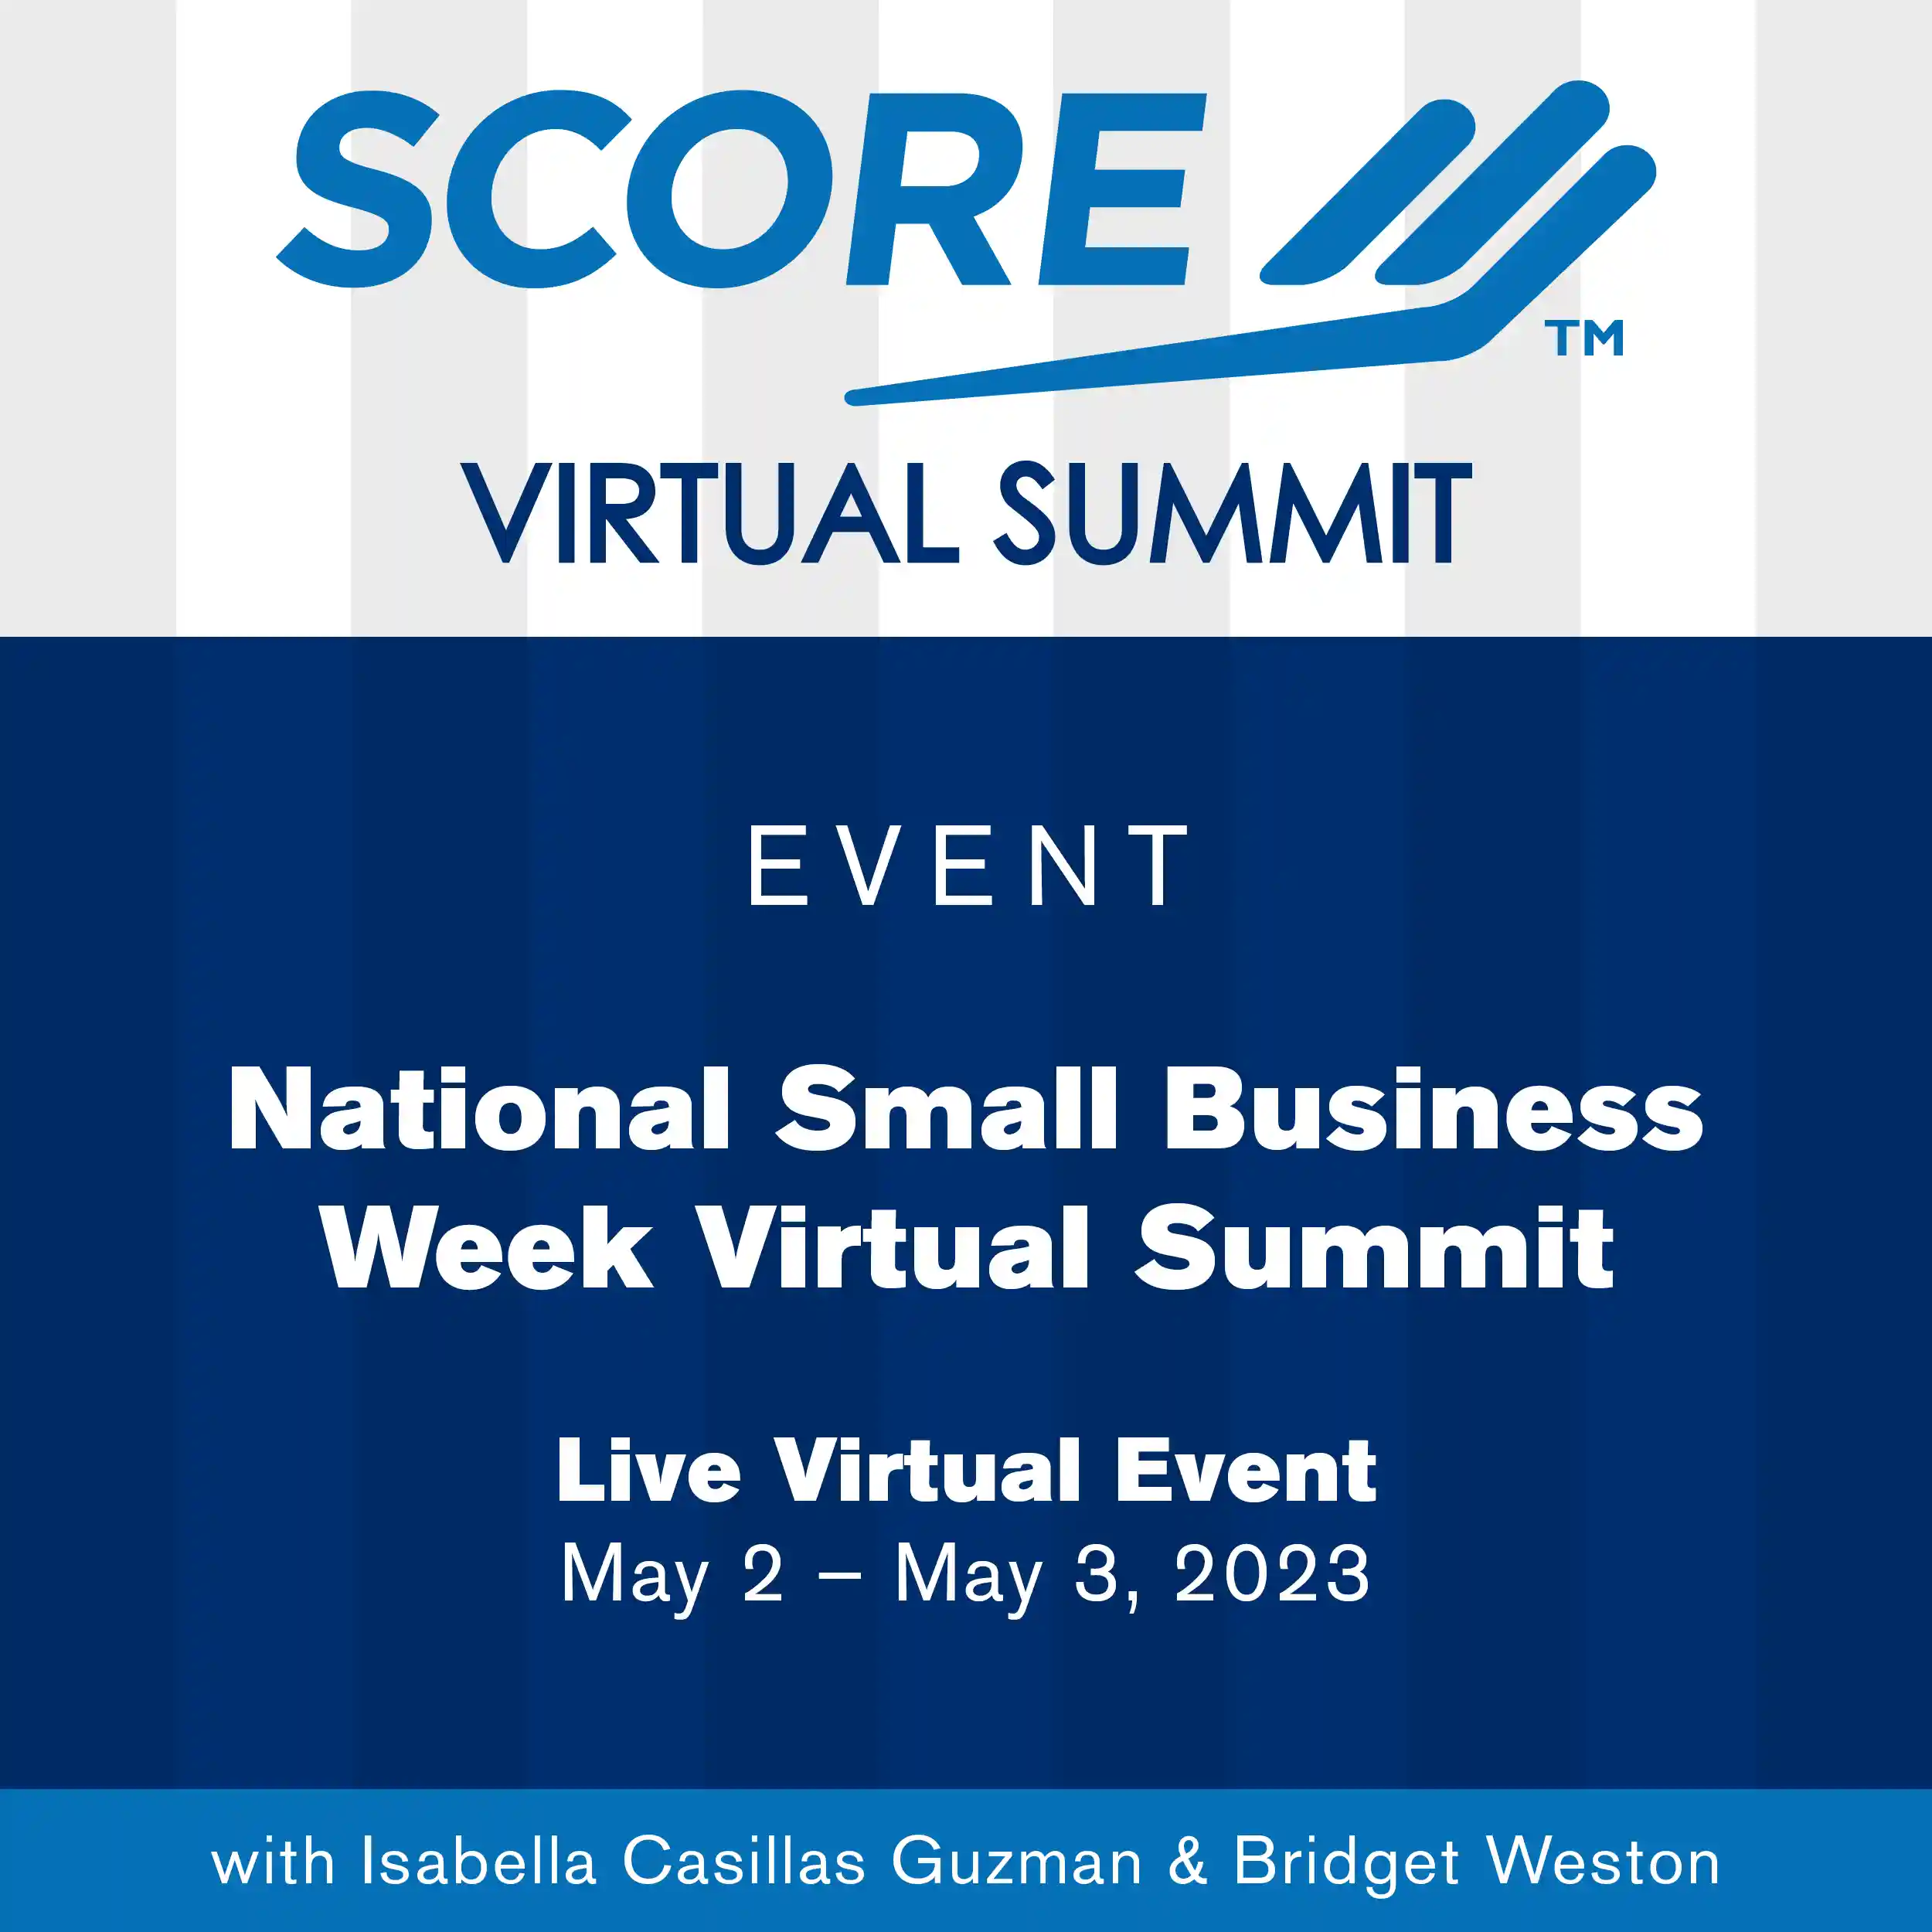 SCORE
TM
VIRTUAL SUMMIT
EVENT
National Small Business
Week Virtual Summit
Live Virtual Event
May 2 – May 3, 2023
with Isabella Casillas Guzman & Bridget Weston